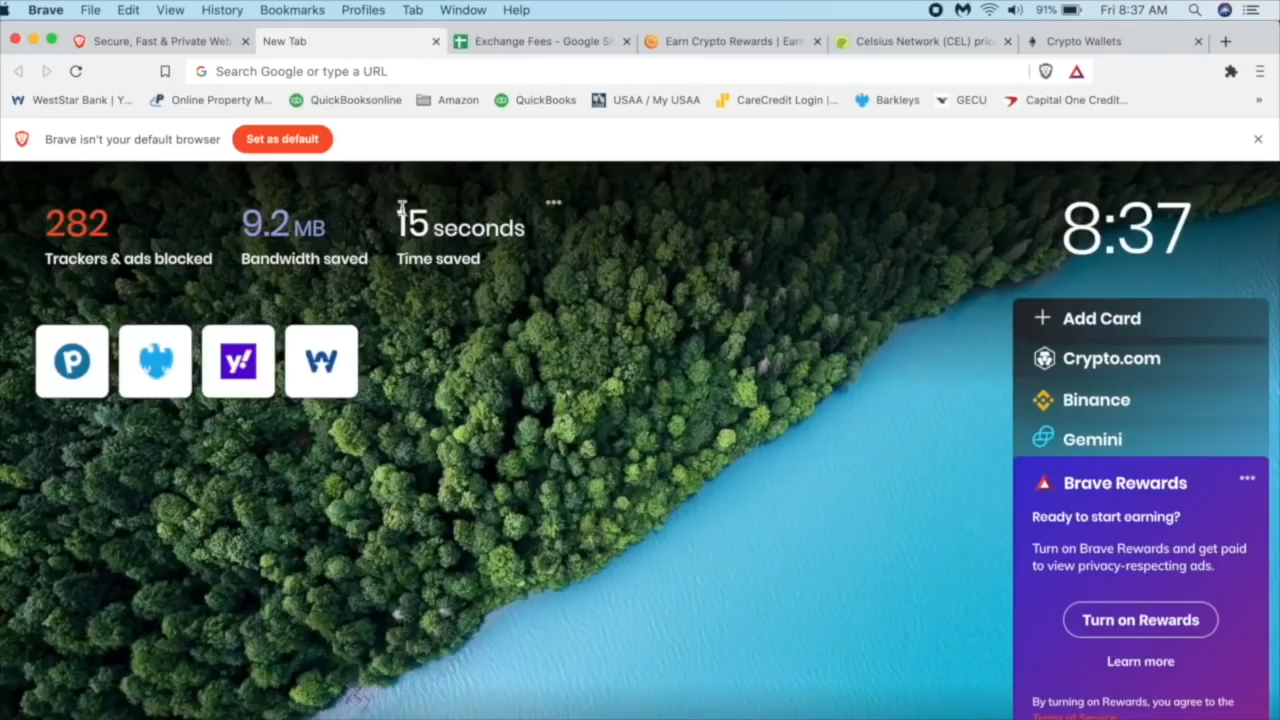 Brave File Edit View History Bookmarks Profiles Tab Window Help 91% Fri 8:37 AM
Secure, Fast & Private Web New Tab Exchange Fees - Google Earn Crypto Rewards | Earn Celsius Network (CEL) pric Crypto Wallets
Search Google or type a URL
WestStar Bank | Y... Online Property M... QuickBooksonline Amazon QuickBooks USAA / My USAA CareCredit Login |... Barkleys GECU Capital One Credit... »
Brave isn't your default browser Set as default
282 9.2 MB 15 seconds 8:37
Trackers & ads blocked Bandwidth saved Time saved
Add Card
Crypto.com
Binance
Gemini
Brave Rewards
Ready to start earning?
Turn on Brave Rewards and get paid
to view privacy-respecting ads.
Turn on Rewards
Learn more
By turning on Rewards, you agree to the
Terms of Service